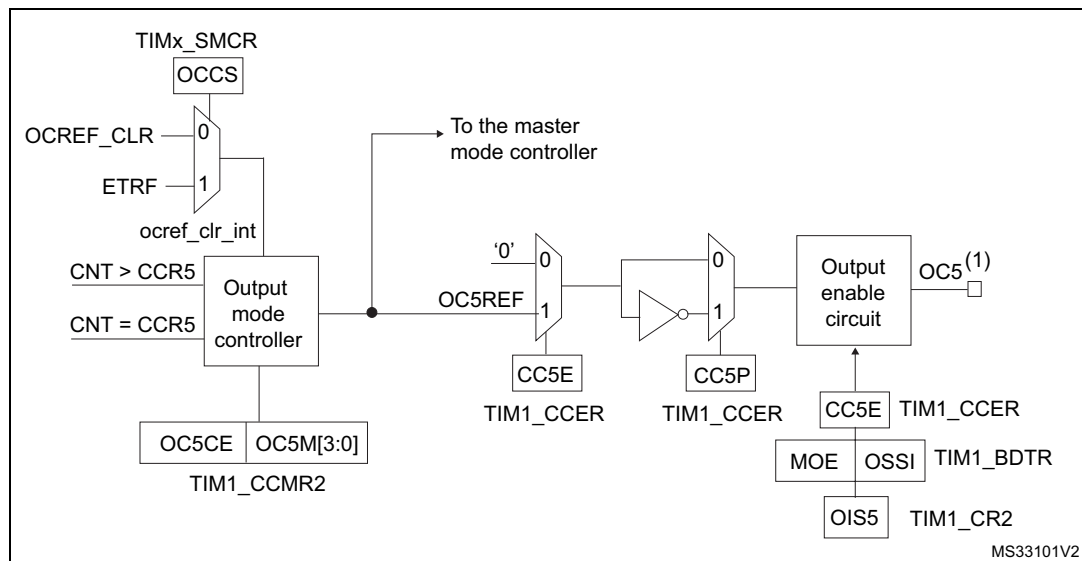 TIMx_SMCR
OCCS
OCREF_CLR
0
ETRF
1
ocref_clr_int
To the master
mode controller
CNT > CCR5
CNT = CCR5
Output
mode
controller
‘0’
0
OC5REF
1
0
1
Output
enable
circuit
OC5(1)
CC5E
TIM1_CCER
CC5P
TIM1_CCER
CC5E
TIM1_CCER
OC5CE
OC5M[3:0]
TIM1_CCMR2
MOE
OSSI
TIM1_BDTR
OIS5
TIM1_CR2
MS33101V2